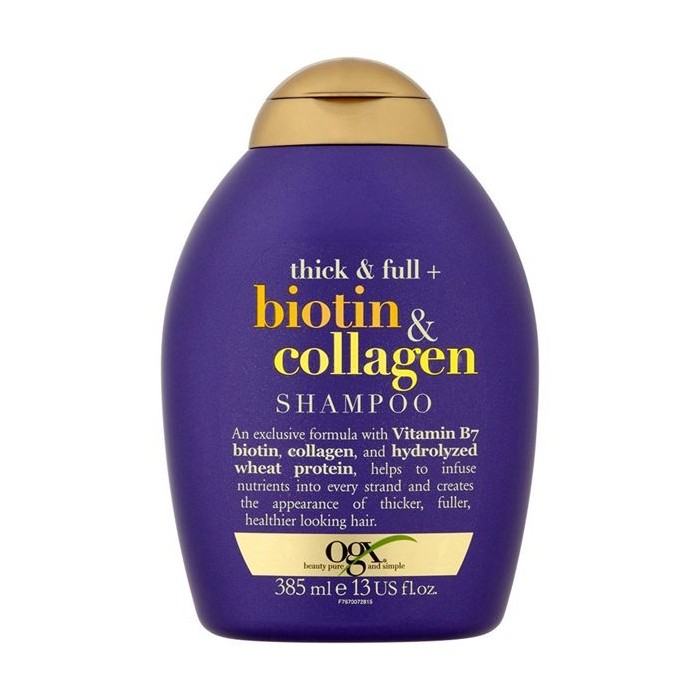 thick & full +
biotin &
collagen
SHAMPOO
An exclusive formula with Vitamin B7
biotin, collagen, and hydrolyzed
wheat protein, helps to infuse
nutrients into every strand and creates
the appearance of thicker, fuller,
healthier looking hair.
ogx®
beauty pure and simple
385 ml e 13 US fl.oz.
F7670072815